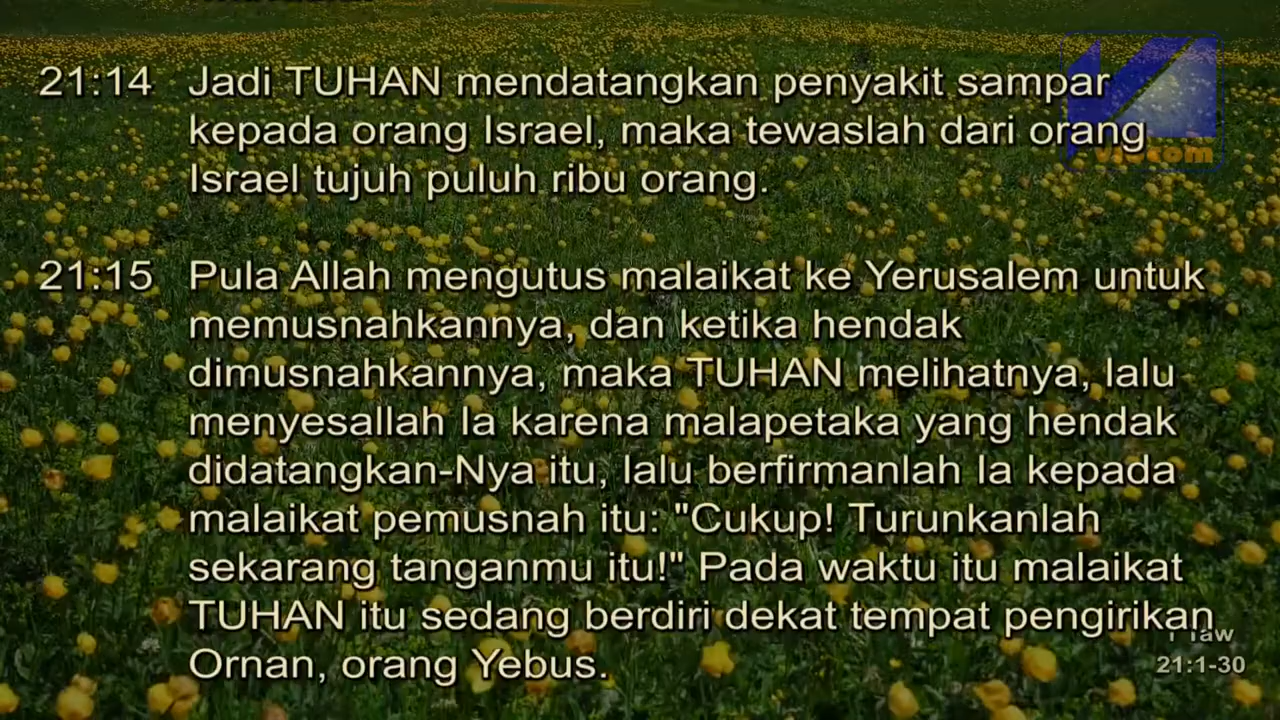 21:14 Jadi TUHAN mendatangkan penyakit sampar
kepada orang Israel, maka tewaslah dari orang
Israel tujuh puluh ribu orang.
21:15 Pula Allah mengutus malaikat ke Yerusalem untuk
memusnahkannya, dan ketika hendak
dimusnahkannya, maka TUHAN melihatnya, lalu
menyesallah Ia karena malapetaka yang hendak
didatangkan-Nya itu, lalu berfirmanlah Ia kepada
malaikat pemusnah itu: "Cukup! Turunkanlah
sekarang tanganmu itu!" Pada waktu itu malaikat
TUHAN itu sedang berdiri dekat tempat pengirikan
Ornan, orang Yebus.
viscom
1 Taw
21:1-30